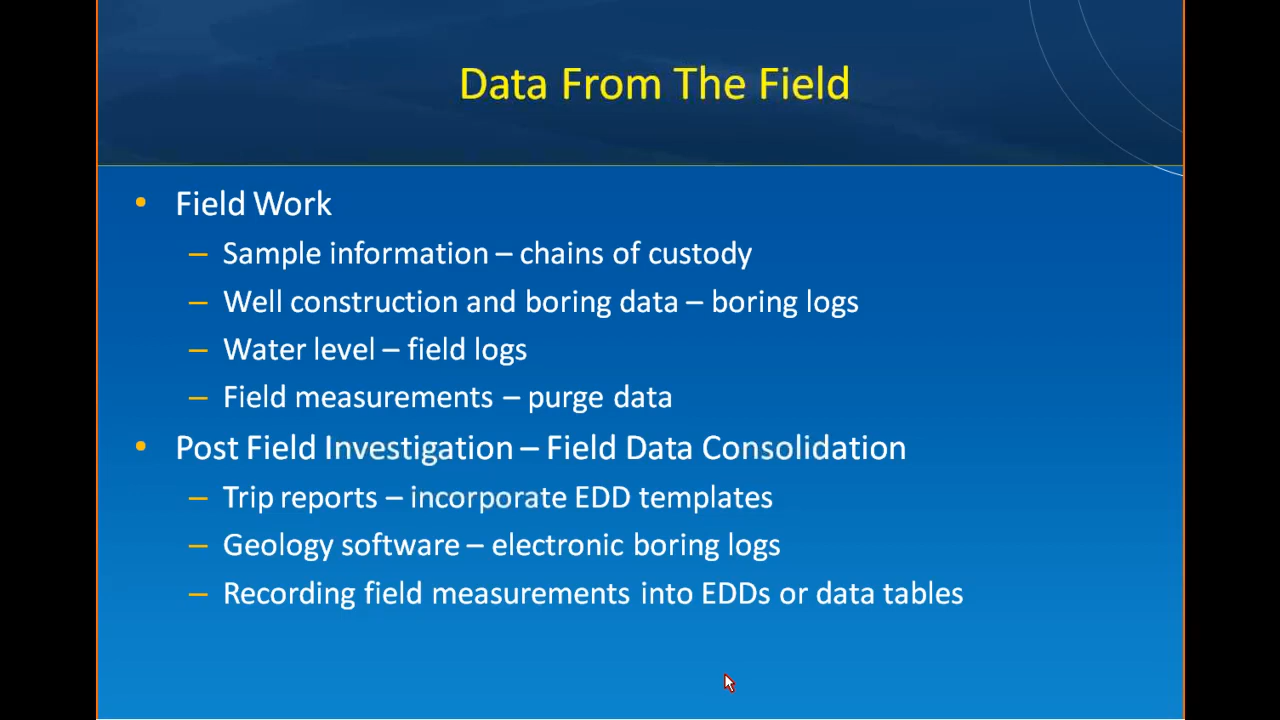 Data From The Field
• Field Work
– Sample information – chains of custody
– Well construction and boring data – boring logs
– Water level – field logs
– Field measurements – purge data
• Post Field Investigation – Field Data Consolidation
– Trip reports – incorporate EDD templates
– Geology software – electronic boring logs
– Recording field measurements into EDDs or data tables